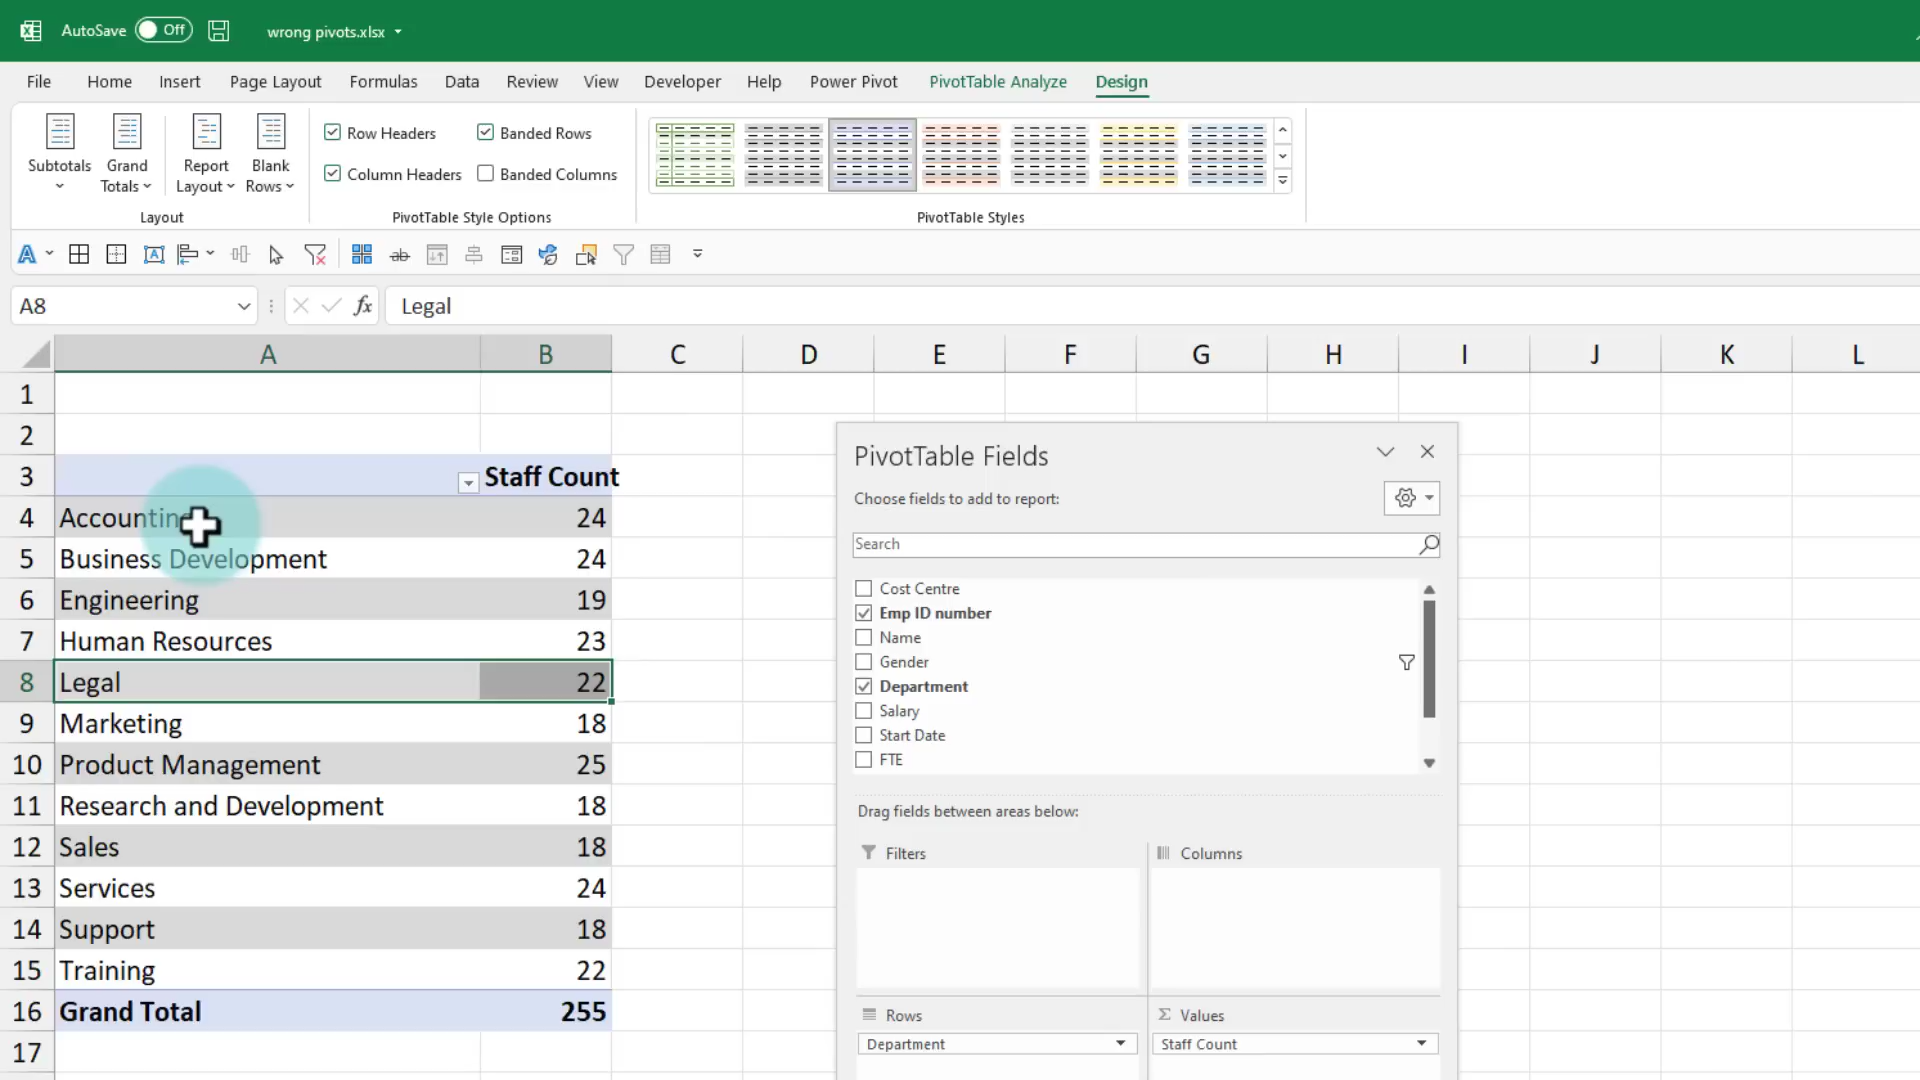 AutoSave Off wrong pivots.xlsx
File Home Insert Page Layout Formulas Data Review View Developer Help Power Pivot PivotTable Analyze Design
Subtotals
Grand Totals
Report Layout
Blank Rows
Layout
Row Headers
Banded Rows
Column Headers
Banded Columns
PivotTable Style Options
PivotTable Styles
A8 fx Legal
A B C D E F G H I J K L
1
2
3 Staff Count
4 Accounting 24
5 Business Development 24
6 Engineering 19
7 Human Resources 23
8 Legal 22
9 Marketing 18
10 Product Management 25
11 Research and Development 18
12 Sales 18
13 Services 24
14 Support 18
15 Training 22
16 Grand Total 255
17
PivotTable Fields
Choose fields to add to report:
Search
Cost Centre
Emp ID number
Name
Gender
Department
Salary
Start Date
FTE
Drag fields between areas below:
Filters
Columns
Rows
Department
Σ Values
Staff Count